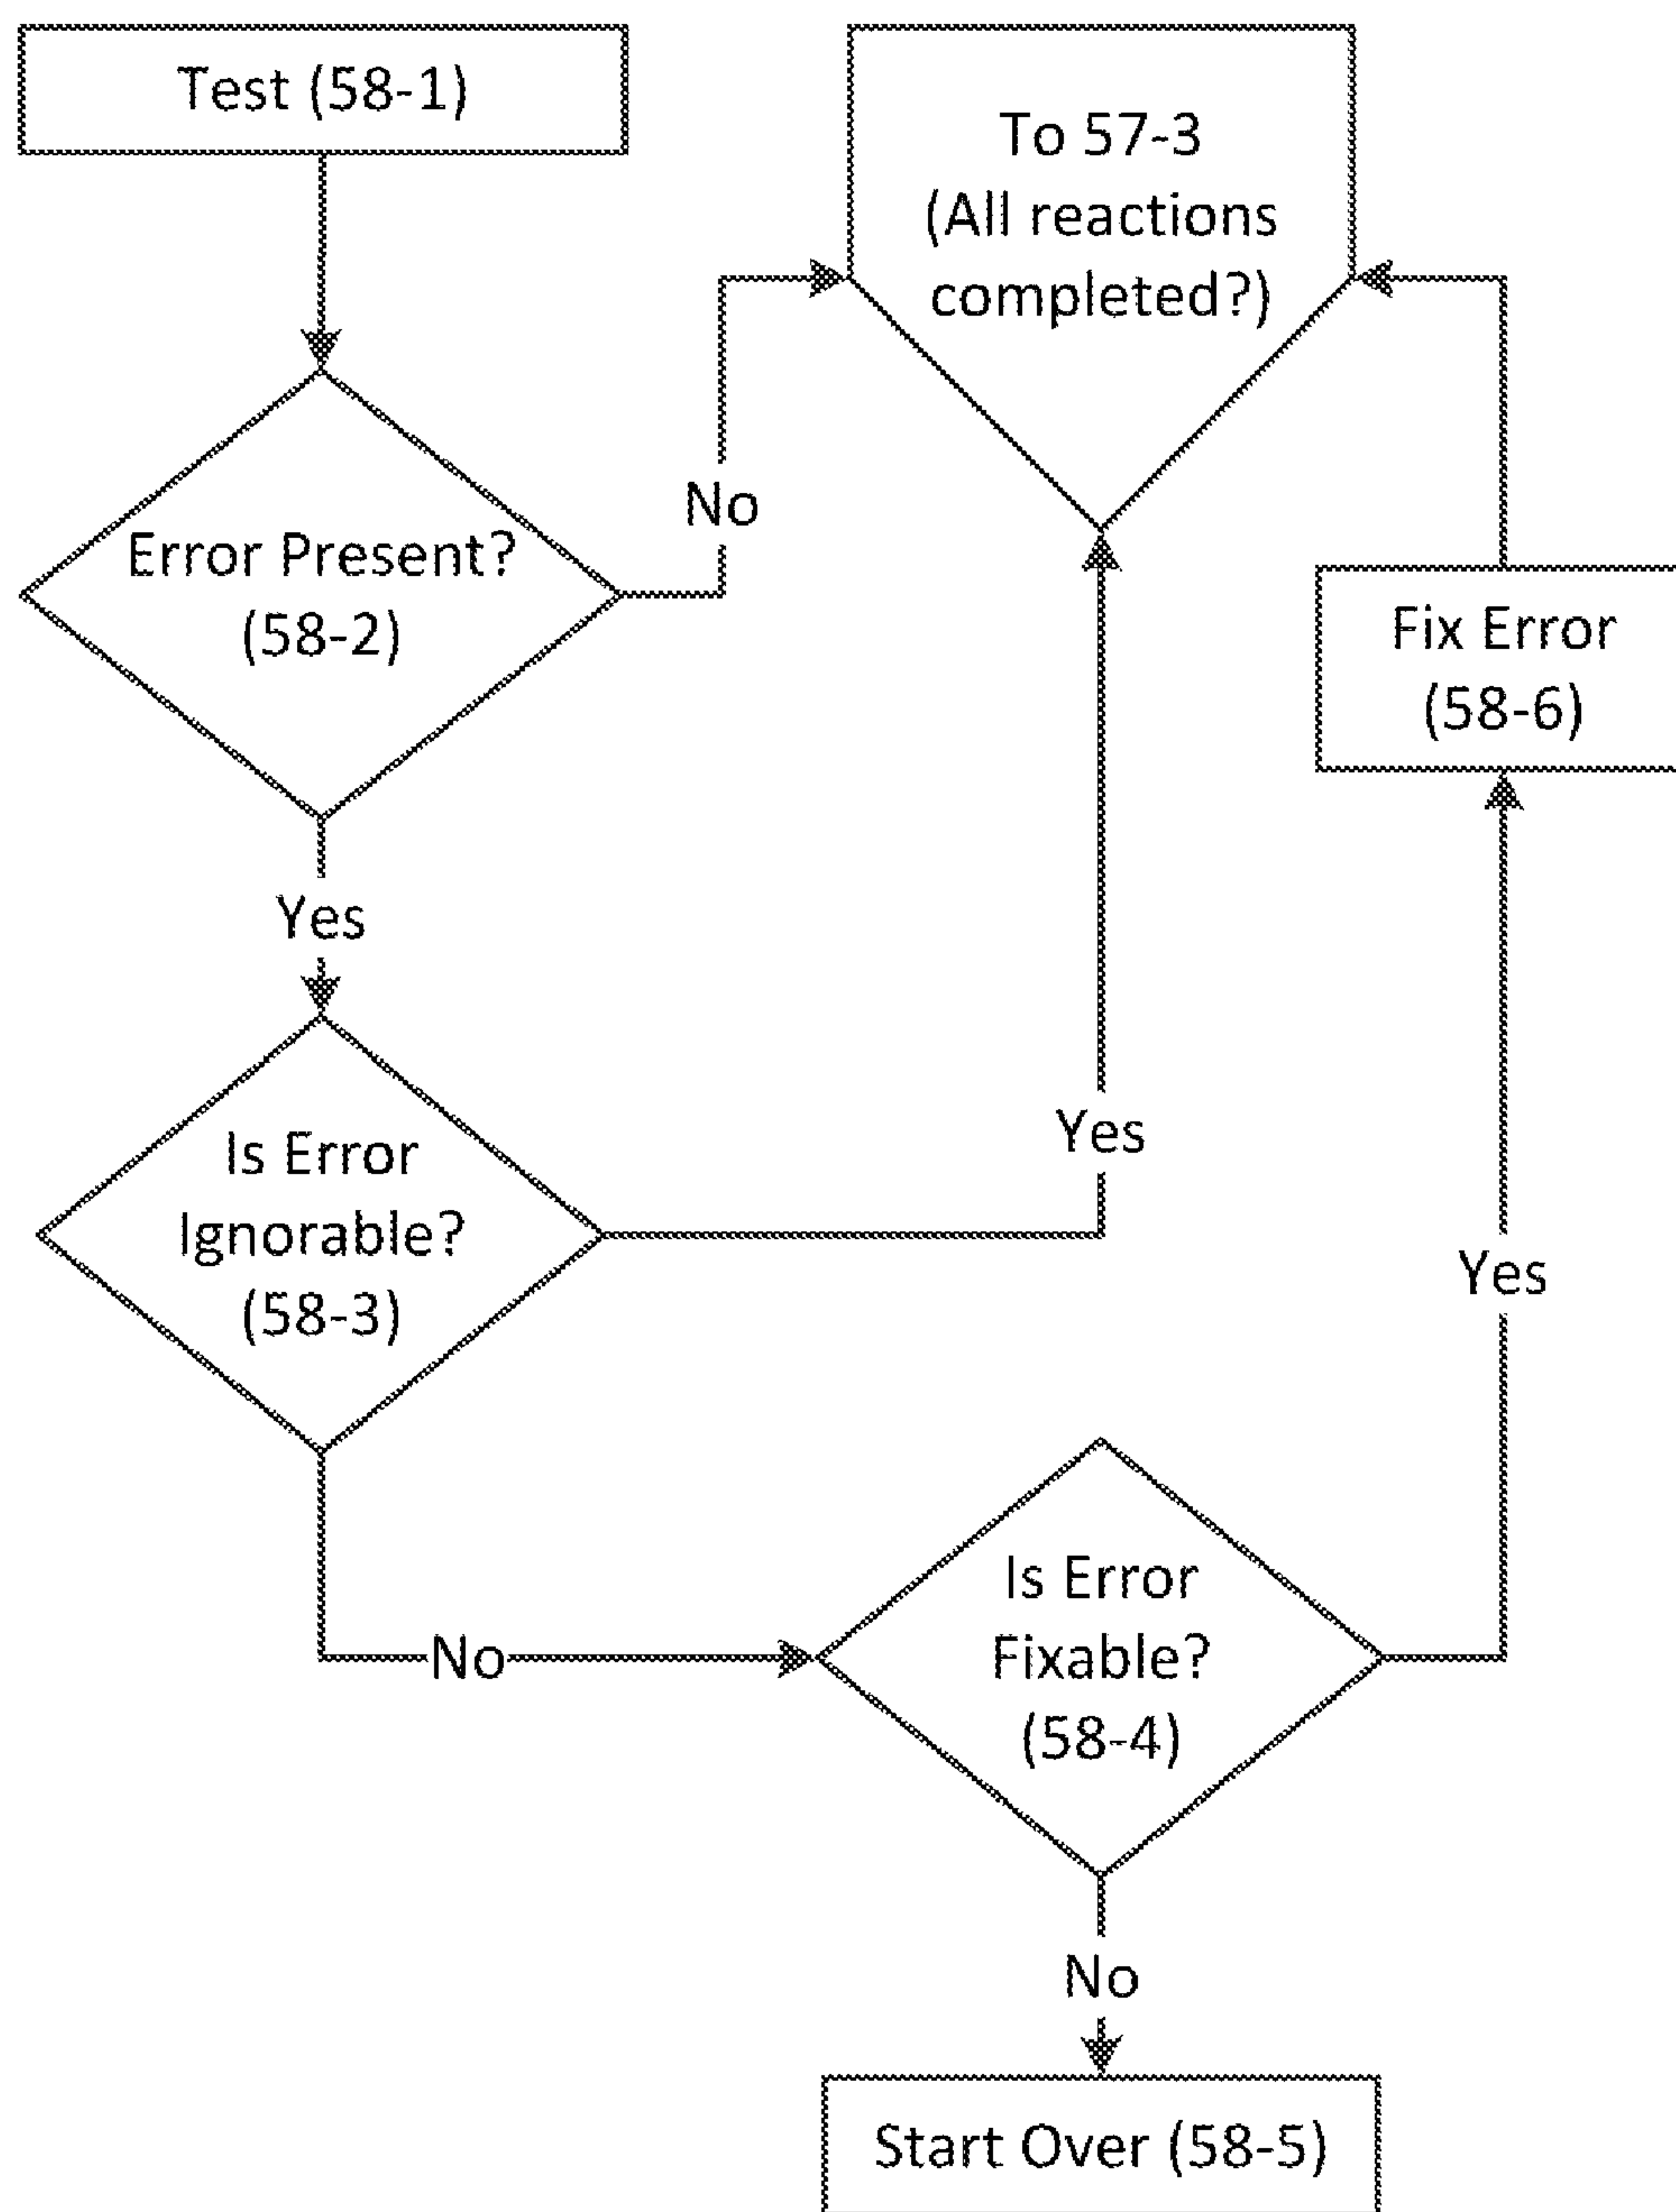 Test (58-1)
To 57-3
(All reactions
completed?)
No
Error Present?
(58-2)
Fix Error
(58-6)
Yes
Is Error
Ignorable?
(58-3)
Yes
Yes
No
Is Error
Fixable?
(58-4)
No
Start Over (58-5)